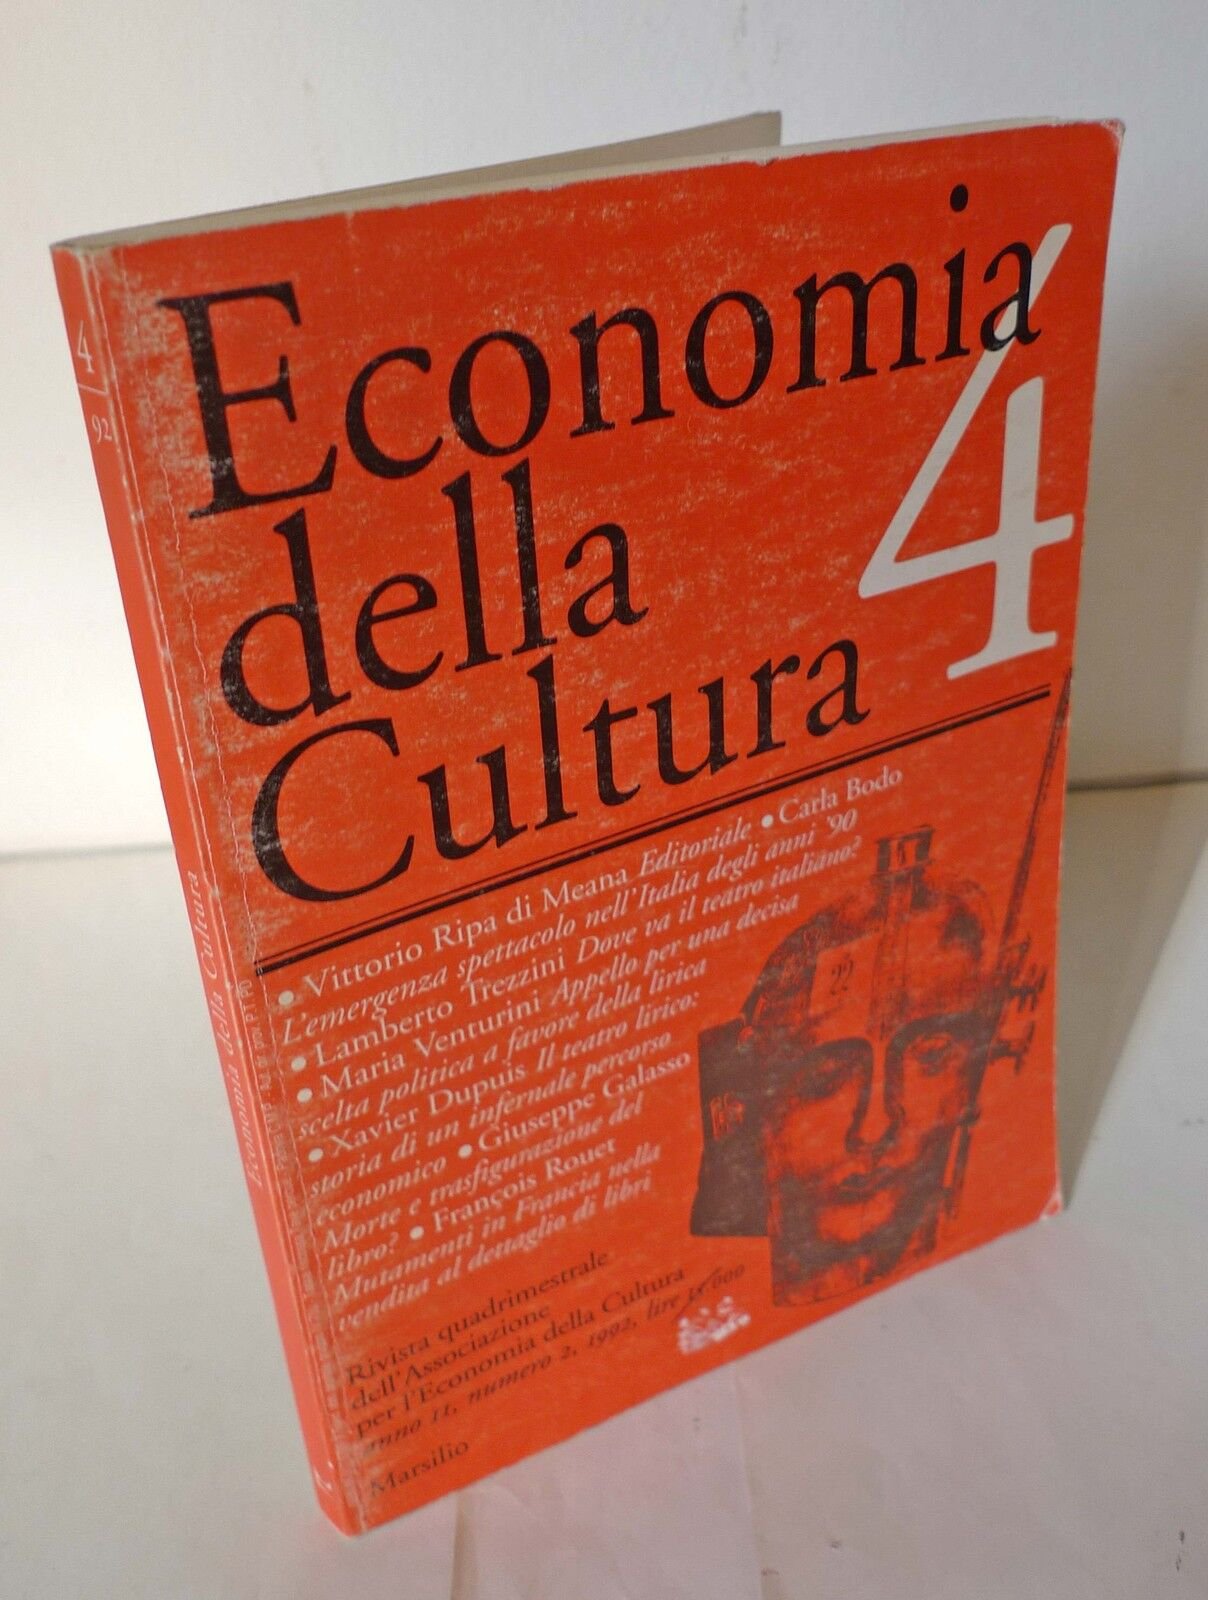 Economia
della
Cultura
4
• Vittorio Ripa di Meana Editoriale • Carla Bodo
L'emergenza spettacolo nell'Italia degli anni '90
• Lamberto Trezzini Dove va il teatro italiano?
• Maria Venturini Appello per una decisa
scelta politica a favore della lirica
• Xavier Dupuis Il teatro lirico:
storia di un infernale percorso
economico • Giuseppe Galasso
Morte e trasfigurazione del
libro? • François Rouet
Mutamenti in Francia nella
vendita al dettaglio di libri
Rivista quadrimestrale
dell'Associazione
per l'Economia della Cultura
anno II, numero 2, 1992, lire
Marsilio
4
92
Economia della Cultura
22